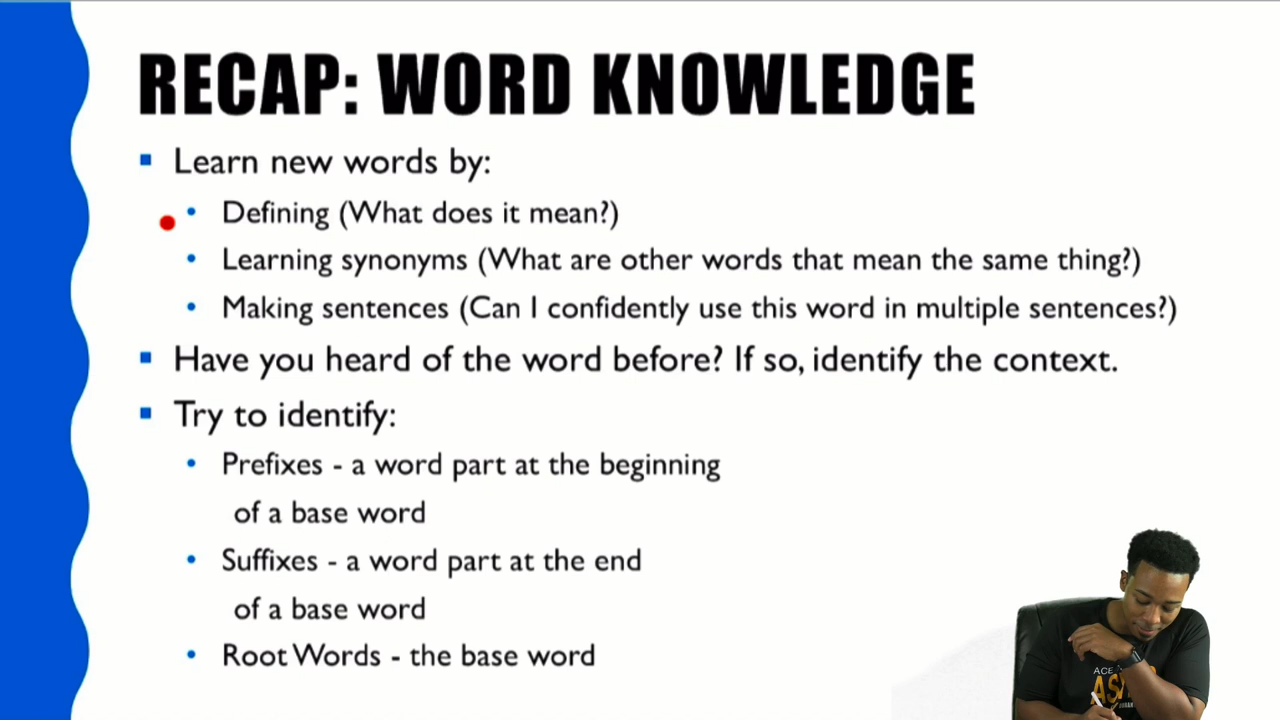 RECAP: WORD KNOWLEDGE
Learn new words by:
Defining (What does it mean?)
Learning synonyms (What are other words that mean the same thing?)
Making sentences (Can I confidently use this word in multiple sentences?)
Have you heard of the word before? If so, identify the context.
Try to identify:
Prefixes - a word part at the beginning
of a base word
Suffixes - a word part at the end
of a base word
Root Words - the base word
ACE